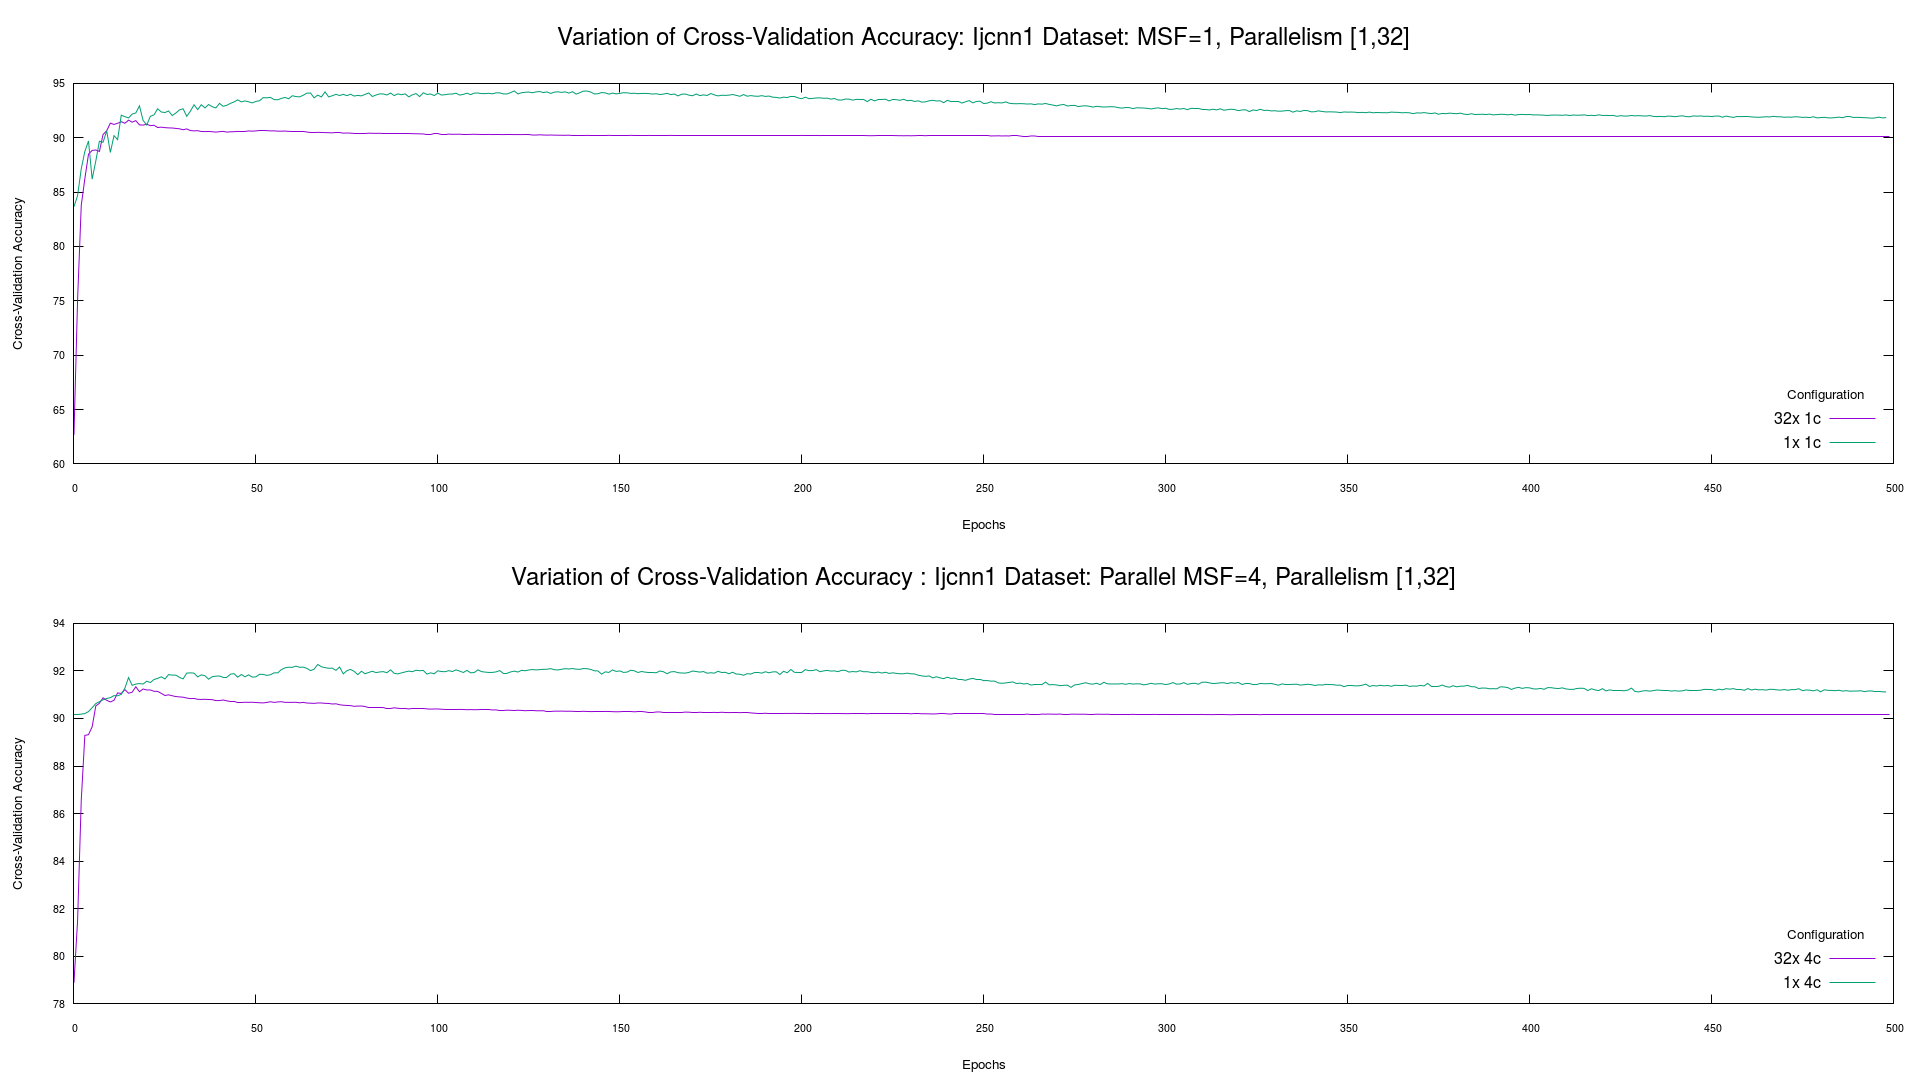 Variation of Cross-Validation Accuracy: Ijcnn1 Dataset: MSF=1, Parallelism [1,32]
95
90
85
80
75
70
65
60
Cross-Validation Accuracy
Configuration
32x 1c
1x 1c
0 50 100 150 200 250 300 350 400 450 500
Epochs
Variation of Cross-Validation Accuracy : Ijcnn1 Dataset: Parallel MSF=4, Parallelism [1,32]
94
92
90
88
86
84
82
80
78
Cross-Validation Accuracy
Configuration
32x 4c
1x 4c
0 50 100 150 200 250 300 350 400 450 500
Epochs